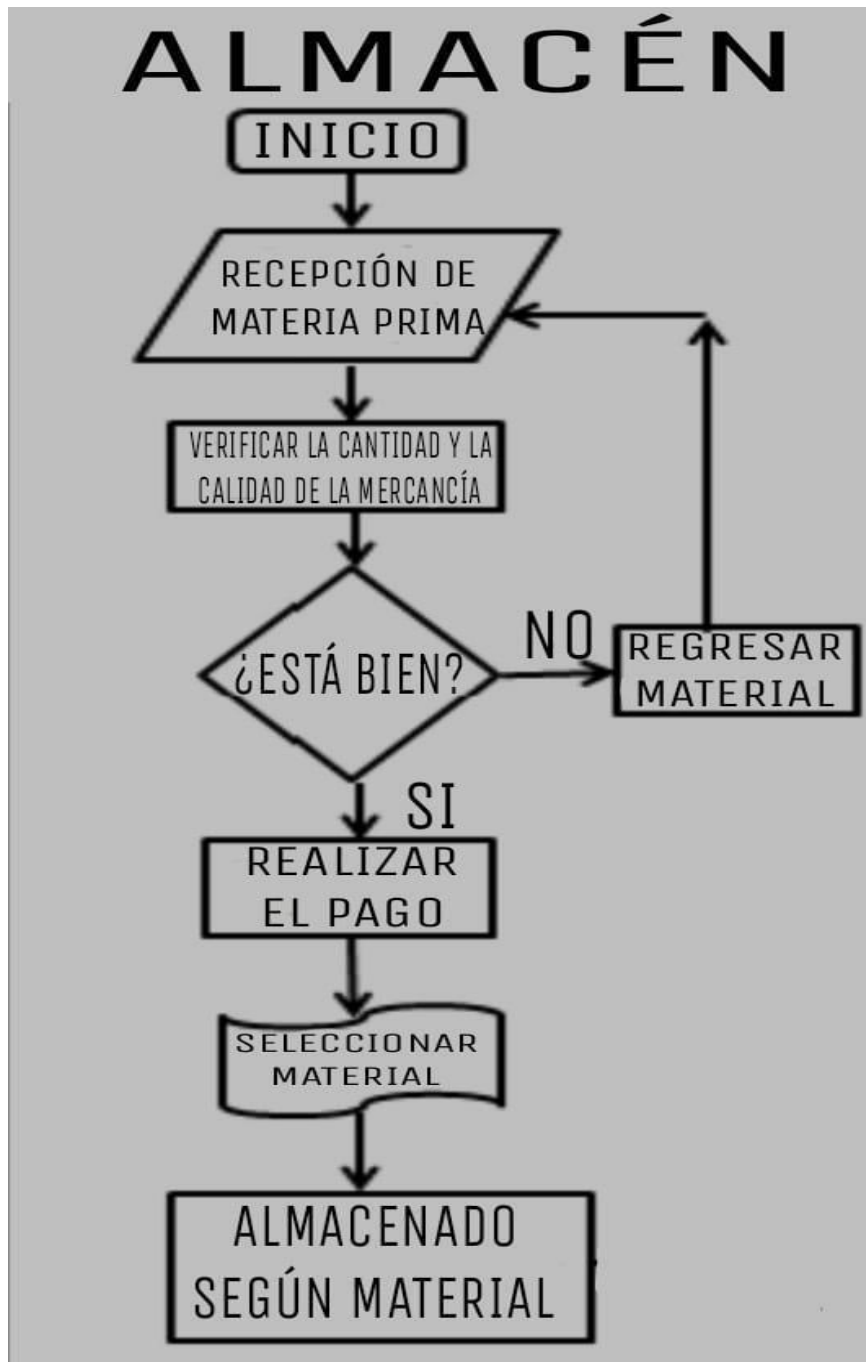 ALMACÉN
INICIO
RECEPCIÓN DE
MATERIA PRIMA
VERIFICAR LA CANTIDAD Y LA
CALIDAD DE LA MERCANCÍA
¿ESTÁ BIEN?
NO
REGRESAR
MATERIAL
SI
REALIZAR
EL PAGO
SELECCIONAR
MATERIAL
ALMACENADO
SEGÚN MATERIAL